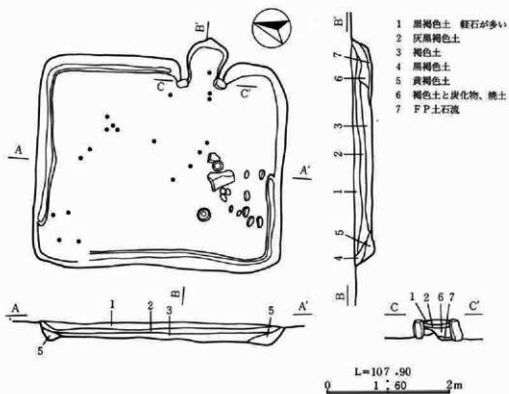 B′
B′
1 黒褐色土 軽石が多い
2 灰黒褐色土
3 褐色土
4 黒褐色土
5 黄褐色土
6 褐色土と炭化物、焼土
7 FP土石流
C
C′
7
6
3
2
1
5
4
A
A′
B
B
A
1
2
3
5
A′
5
C
1
2
6
7
C′
L=107.90
0 1:60 2m